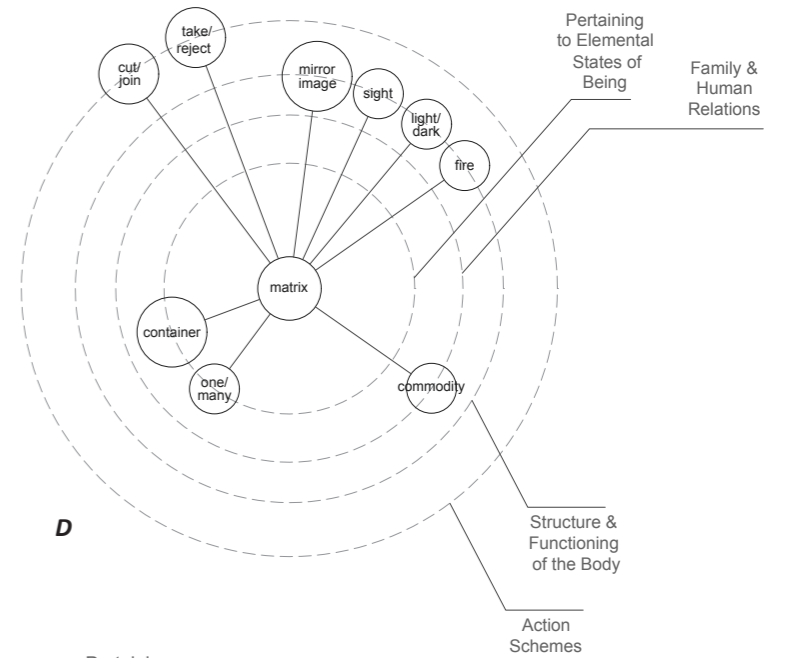 Pertaining
to Elemental
States of
Being
Family &
Human
Relations
take/
reject
cut/
join
mirror
image
sight
light/
dark
fire
matrix
container
one/
many
commodity
D
Structure &
Functioning
of the Body
Action
Schemes